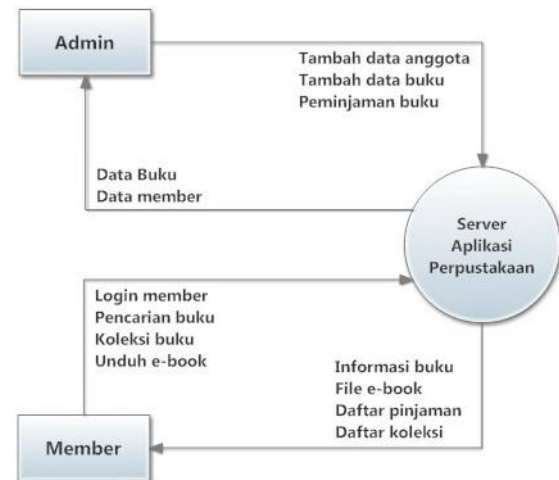 Admin
Tambah data anggota
Tambah data buku
Peminjaman buku
Data Buku
Data member
Server
Aplikasi
Perpustakaan
Login member
Pencarian buku
Koleksi buku
Unduh e-book
Informasi buku
File e-book
Daftar pinjaman
Daftar koleksi
Member